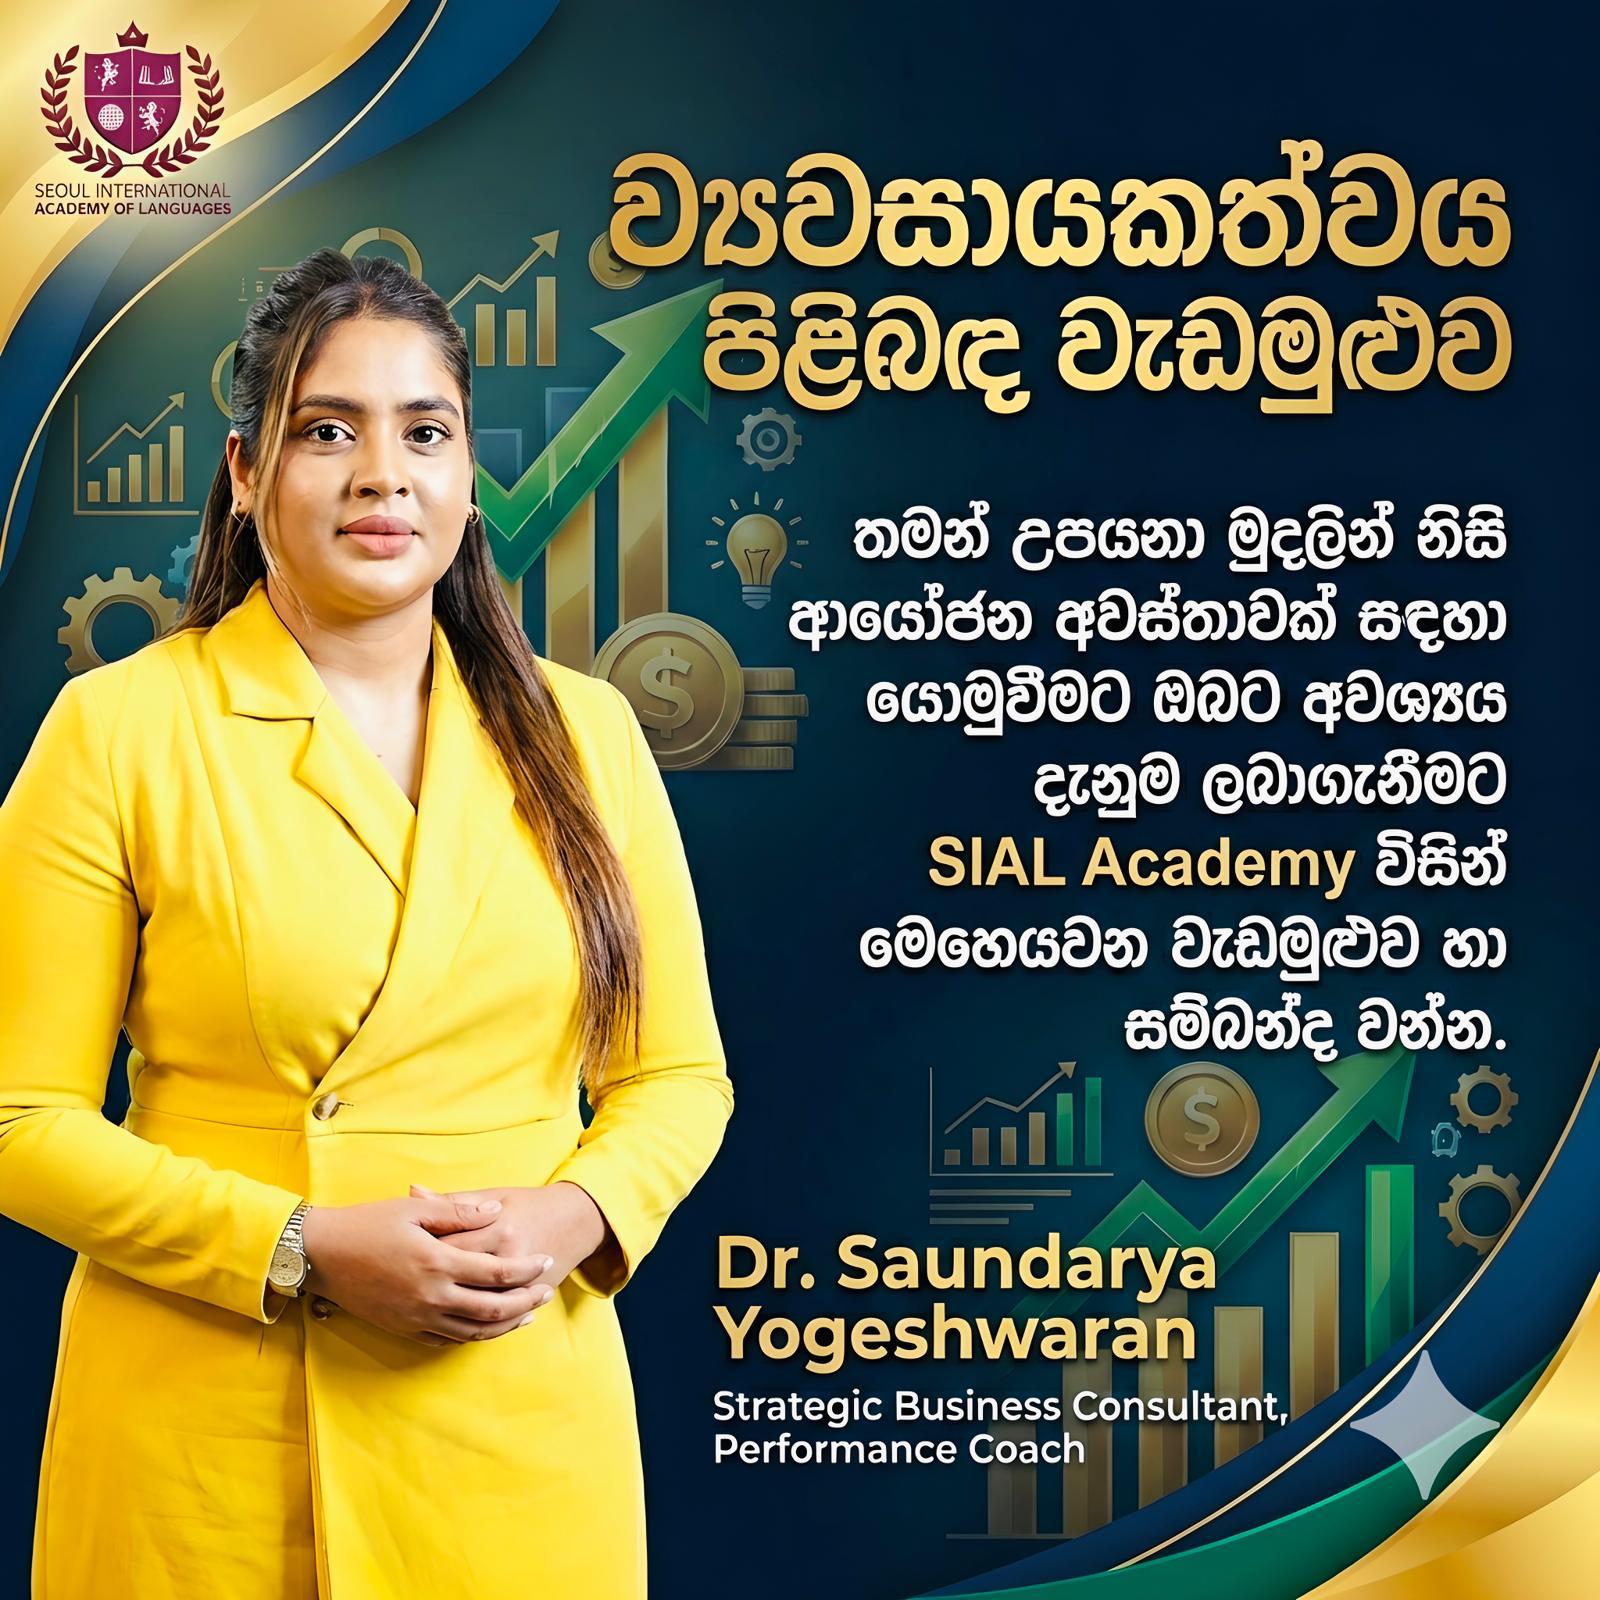 SEOUL INTERNATIONAL
ACADEMY OF LANGUAGES
ව්‍යවසායකත්වය
පිළිබඳ වැඩමුළුව
තමන් උපයනා මුදලින් නිසි
ආයෝජන අවස්තාවක් සඳහා
යොමුවීමට ඔබට අවශ්‍යය
දැනුම ලබාගැනීමට
SIAL Academy විසින්
මෙහෙයවන වැඩමුළුව හා
සම්බන්ද වන්න.
Dr. Saundarya
Yogeshwaran
Strategic Business Consultant,
Performance Coach